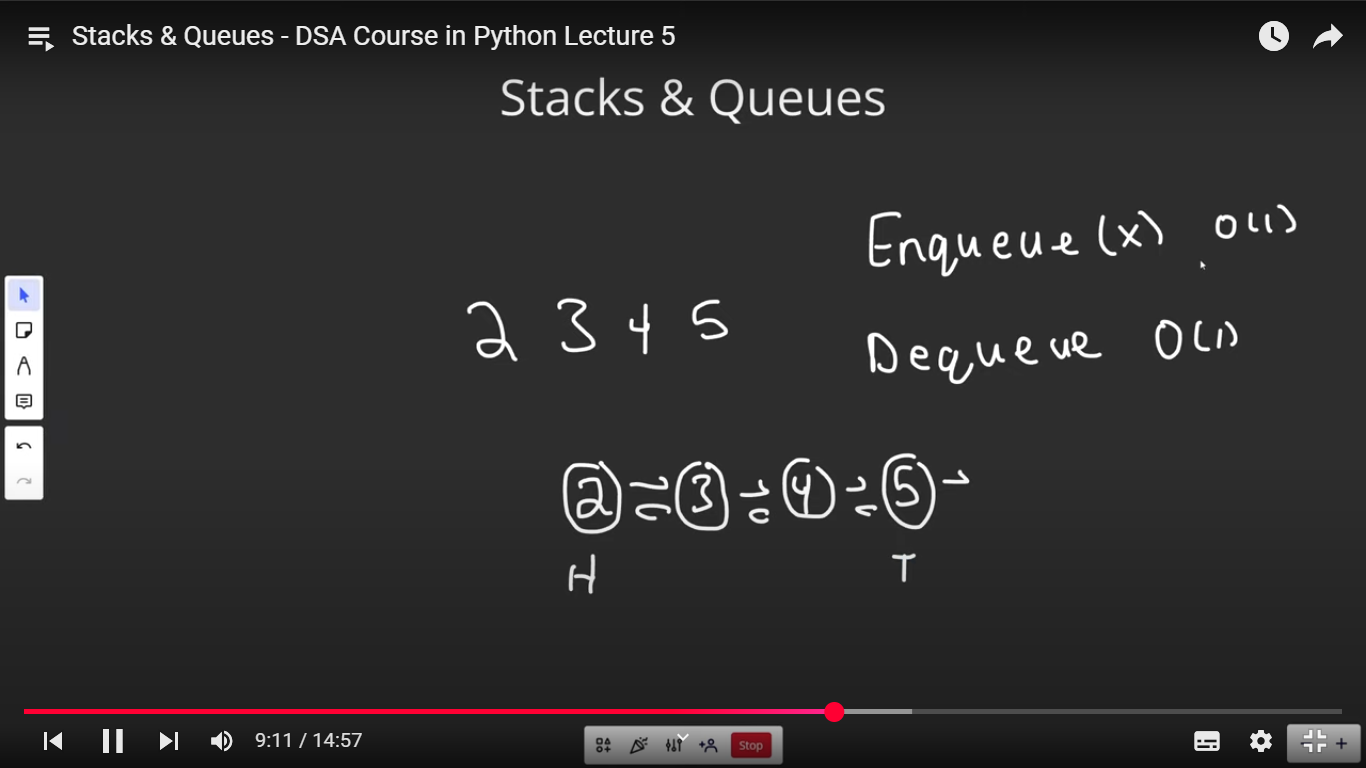 Stacks & Queues - DSA Course in Python Lecture 5
Stacks & Queues
Enqueue(x) O(1)
2 3 4 5
Dequeue O(1)
2 3 4 5
H T
9:11 / 14:57
Stop